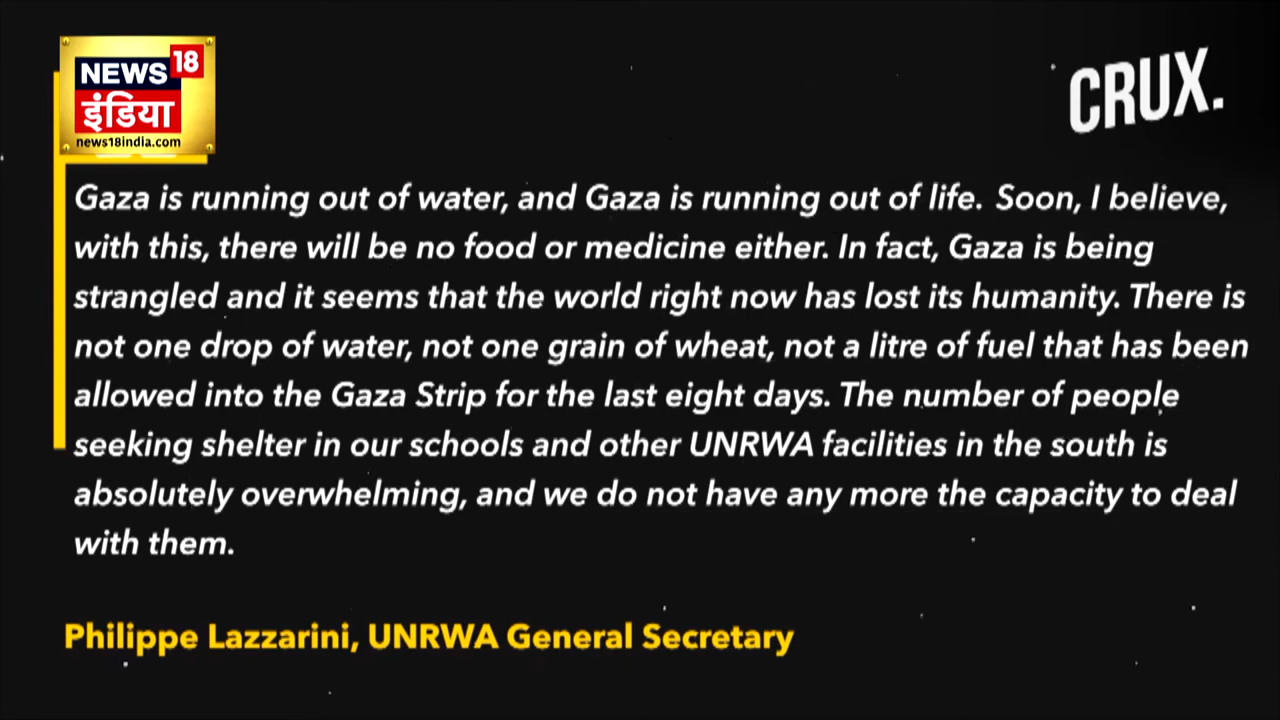 NEWS 18
इंडिया
news18india.com
CRUX.
Gaza is running out of water, and Gaza is running out of life. Soon, I believe,
with this, there will be no food or medicine either. In fact, Gaza is being
strangled and it seems that the world right now has lost its humanity. There is
not one drop of water, not one grain of wheat, not a litre of fuel that has been
allowed into the Gaza Strip for the last eight days. The number of people
seeking shelter in our schools and other UNRWA facilities in the south is
absolutely overwhelming, and we do not have any more the capacity to deal
with them.
Philippe Lazzarini, UNRWA General Secretary